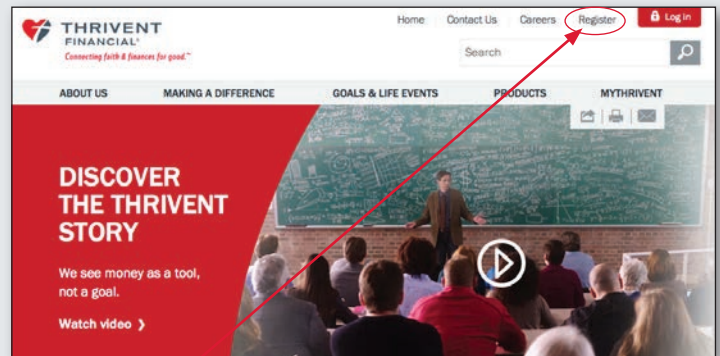 Home Contact Us Careers Register Log in
THRIVENT
FINANCIAL®
Connecting faith & finances for good.™
Search
ABOUT US MAKING A DIFFERENCE GOALS & LIFE EVENTS PRODUCTS MYTHRIVENT
DISCOVER
THE THRIVENT
STORY
We see money as a tool,
not a goal.
Watch video ❭